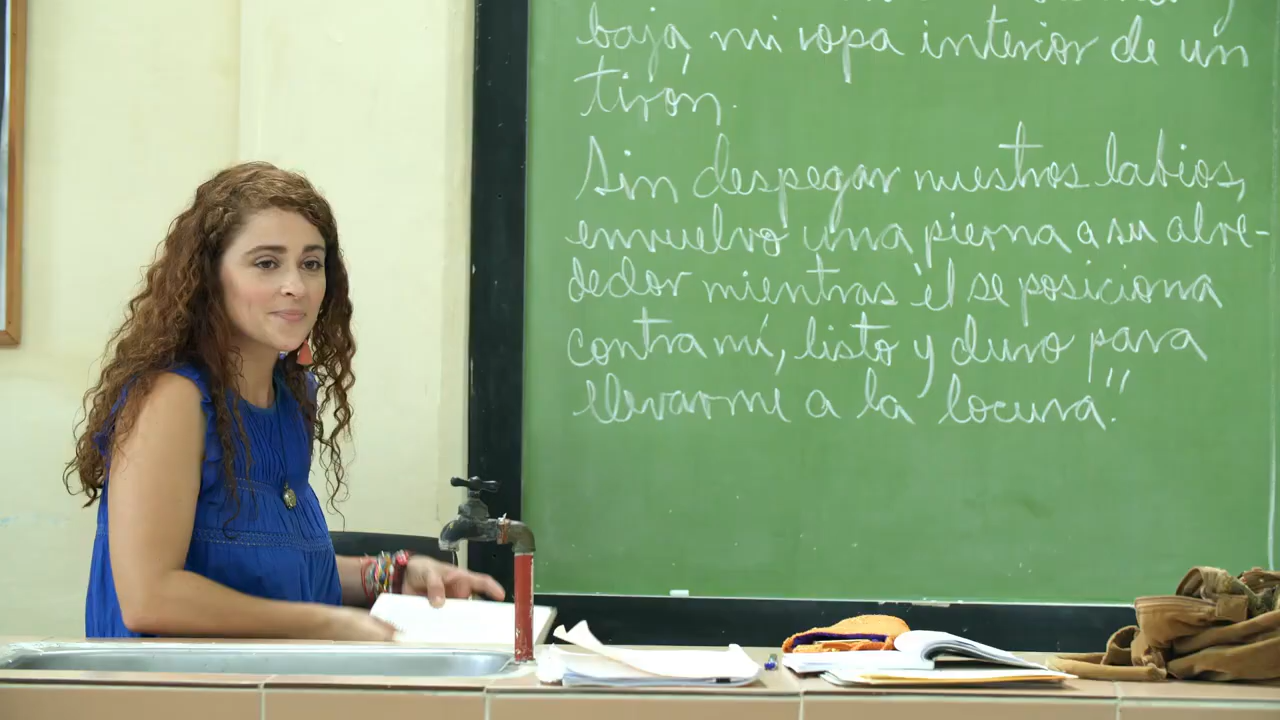 baja, mi ropa interior de un
tirón.
Sin despegar nuestros labios,
envuelvo una pierna a su alre-
dedor mientras él se posiciona
contra mí, listo y duro para
llevarme a la locura."